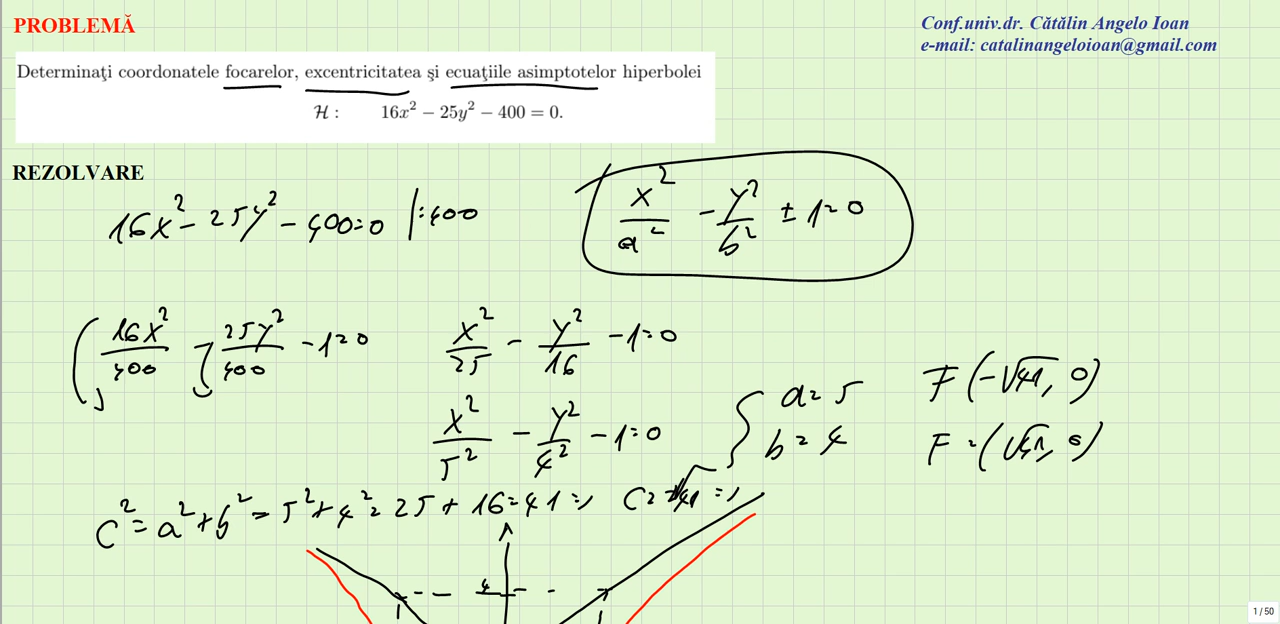 PROBLEMĂ
Conf.univ.dr. Cătălin Angelo Ioan
e-mail: catalinangeloioan@gmail.com
Determinaţi coordonatele focarelor, excentricitatea şi ecuaţiile asimptotelor hiperbolei
H : 16x² − 25y² − 400 = 0.
REZOLVARE
16x² − 25y² − 400 = 0 |:400
x²/a² − y²/b² ± 1 = 0
16x²/400 − 25y²/400 − 1 = 0
x²/25 − y²/16 − 1 = 0
x²/5² − y²/4² − 1 = 0
a = 5
b = 4
F (−√41, 0)
F = (√41, 0)
c² = a² + b² = 5² + 4² = 25 + 16 = 41 => c = √41 =>
4
1 / 50